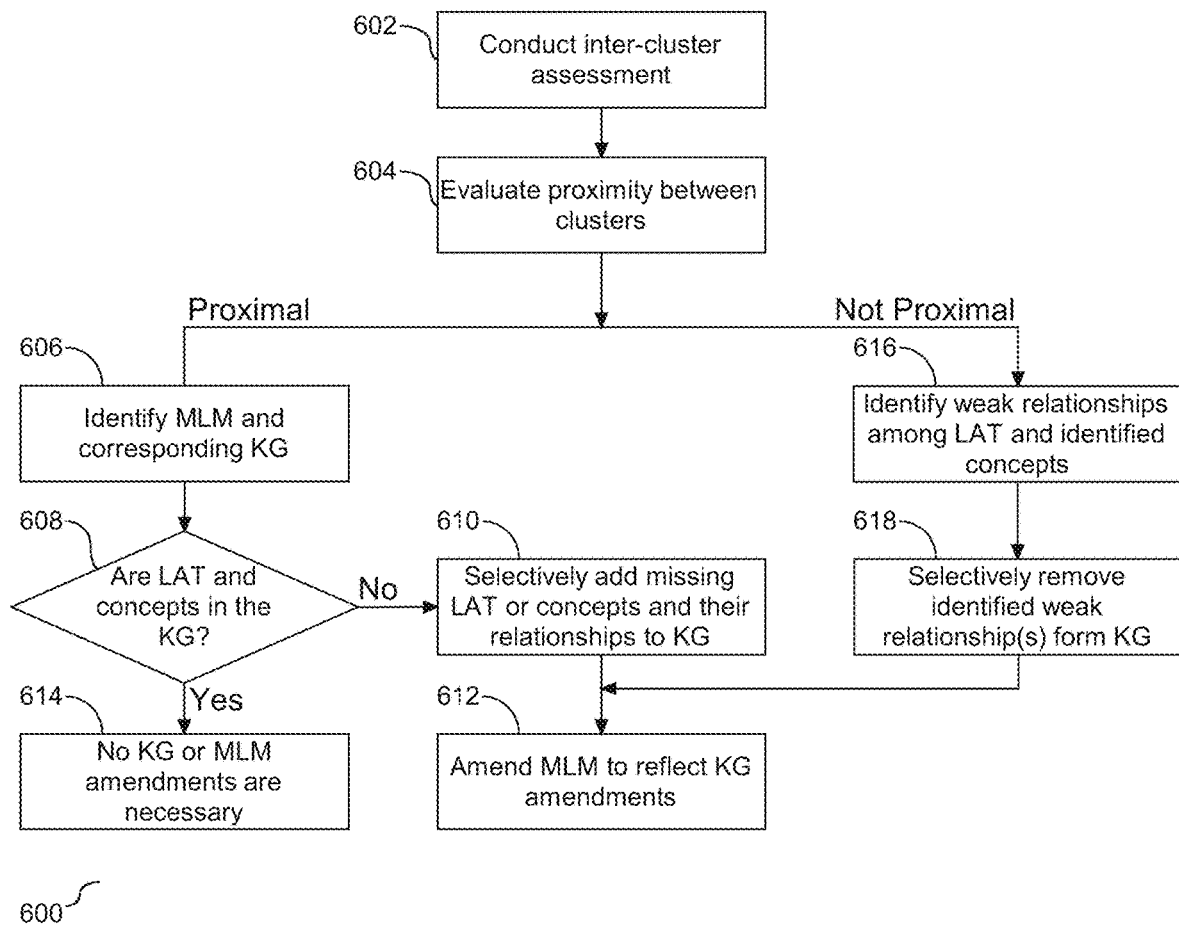 602
Conduct inter-cluster
assessment
604
Evaluate proximity between
clusters
Proximal
Not Proximal
606
Identify MLM and
corresponding KG
616
Identify weak relationships
among LAT and identified
concepts
608
Are LAT and
concepts in the
KG?
No
610
Selectively add missing
LAT or concepts and their
relationships to KG
618
Selectively remove
identified weak
relationship(s) form KG
Yes
614
No KG or MLM
amendments are
necessary
612
Amend MLM to reflect KG
amendments
600